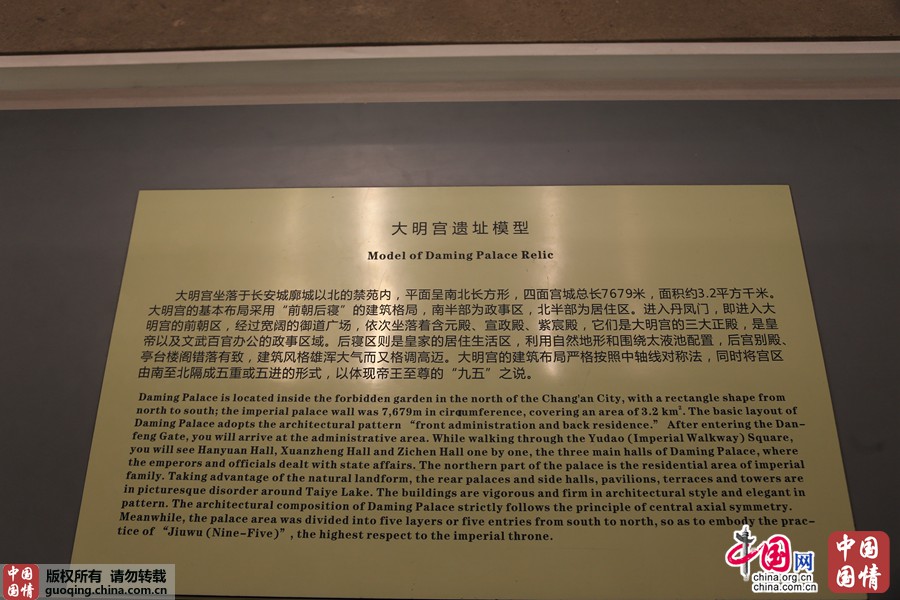 大明宫遗址模型
Model of Daming Palace Relic
大明宫坐落于长安城廓城以北的禁苑内，平面呈南北长方形，四面宫城总长7679米，面积约3.2平方千米。
大明宫的基本布局采用“前朝后寝”的建筑格局，南半部为政事区，北半部为居住区。进入丹凤门，即进入大
明宫的前朝区，经过宽阔的御道广场，依次坐落着含元殿、宣政殿、紫宸殿，它们是大明宫的三大正殿，是皇
帝以及文武百官办公的政事区域。后寝区则是皇家的居住生活区，利用自然地形和围绕太液池配置，后宫别殿、
亭台楼阁错落有致，建筑风格雄浑大气而又格调高迈。大明宫的建筑布局严格按照中轴线对称法，同时将宫区
由南至北隔成五重或五进的形式，以体现帝王至尊的“九五”之说。
Daming Palace is located inside the forbidden garden in the north of the Chang'an City, with a rectangle shape from
north to south; the imperial palace wall was 7,679m in circumference, covering an area of 3.2 km². The basic layout of
Daming Palace adopts the architectural pattern “front administration and back residence.” After entering the Dan-
feng Gate, you will arrive at the administrative area. While walking through the Yudao (Imperial Walkway) Square,
you will see Hanyuan Hall, Xuanzheng Hall and Zichen Hall one by one, the three main halls of Daming Palace, where
the emperors and officials dealt with state affairs. The northern part of the palace is the residential area of imperial
family. Taking advantage of the natural landform, the rear palaces and side halls, pavilions, terraces and towers are
in picturesque disorder around Taiye Lake. The buildings are vigorous and firm in architectural style and elegant in
pattern. The architectural composition of Daming Palace strictly follows the principle of central axial symmetry.
Meanwhile, the palace area was divided into five layers or five entries from south to north, so as to embody the prac-
tice of “Jiuwu (Nine-Five)”, the highest respect to the imperial throne.
中国国情
版权所有 请勿转载
guoqing.china.com.cn
中国网
china.org.cn
china.com.cn
中国国情